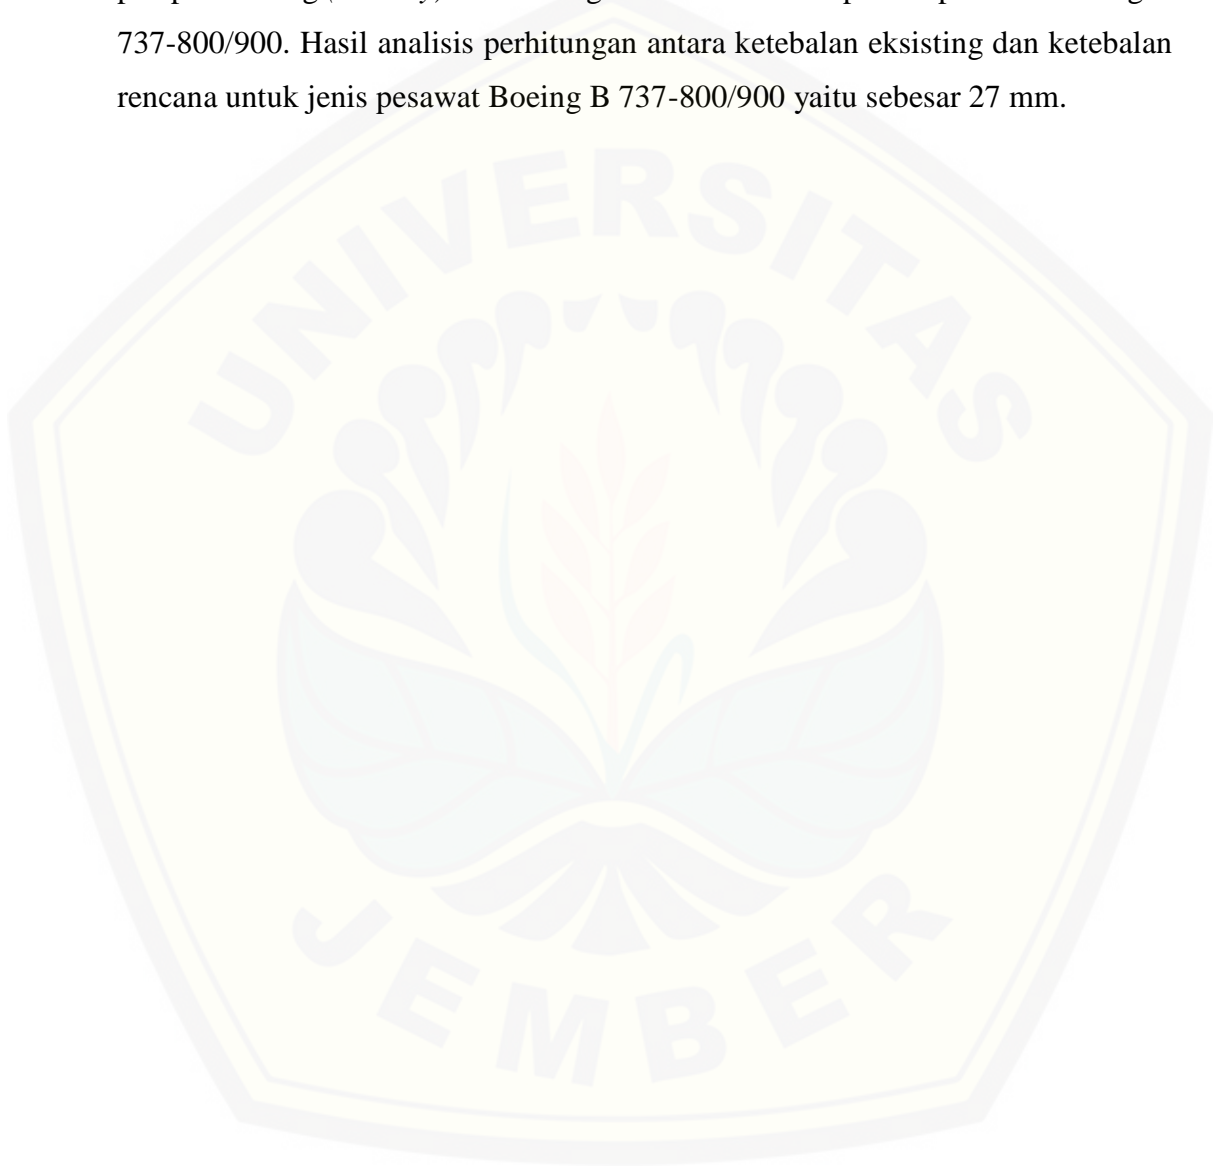 737-800/900. Hasil analisis perhitungan antara ketebalan eksisting dan ketebalan
rencana untuk jenis pesawat Boeing B 737-800/900 yaitu sebesar 27 mm.
UNIVERSITAS
JEMBER